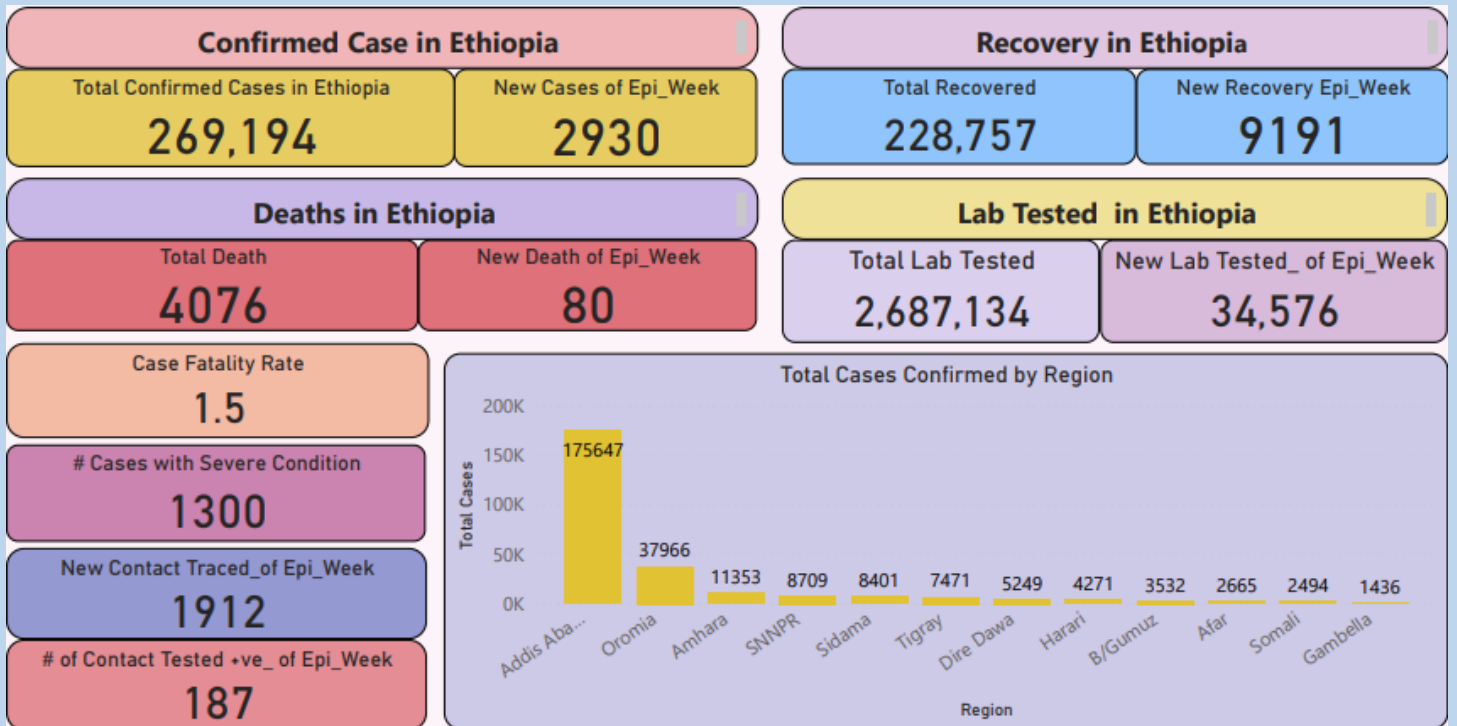 Confirmed Case in Ethiopia
Total Confirmed Cases in Ethiopia
269,194
New Cases of Epi_Week
2930
Recovery in Ethiopia
Total Recovered
228,757
New Recovery Epi_Week
9191
Deaths in Ethiopia
Total Death
4076
New Death of Epi_Week
80
Lab Tested in Ethiopia
Total Lab Tested
2,687,134
New Lab Tested_ of Epi_Week
34,576
Case Fatality Rate
1.5
# Cases with Severe Condition
1300
New Contact Traced_of Epi_Week
1912
# of Contact Tested +ve_ of Epi_Week
187
Total Cases Confirmed by Region
Total Cases
200K
150K
100K
50K
0K
175647
37966
11353
8709
8401
7471
5249
4271
3532
2665
2494
1436
Addis Aba...
Oromia
Amhara
SNNPR
Sidama
Tigray
Dire Dawa
Harari
B/Gumuz
Afar
Somali
Gambella
Region